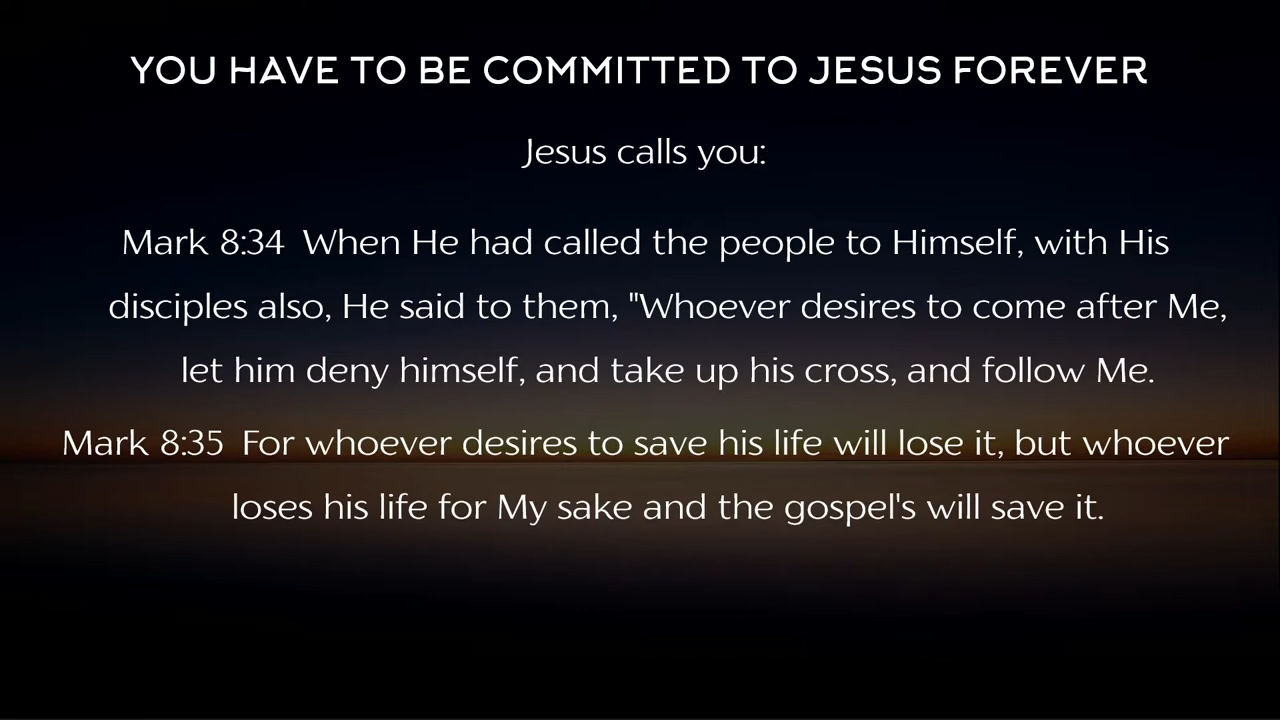 YOU HAVE TO BE COMMITTED TO JESUS FOREVER
Jesus calls you:
Mark 8:34  When He had called the people to Himself, with His
disciples also, He said to them, "Whoever desires to come after Me,
let him deny himself, and take up his cross, and follow Me.
Mark 8:35  For whoever desires to save his life will lose it, but whoever
loses his life for My sake and the gospel's will save it.